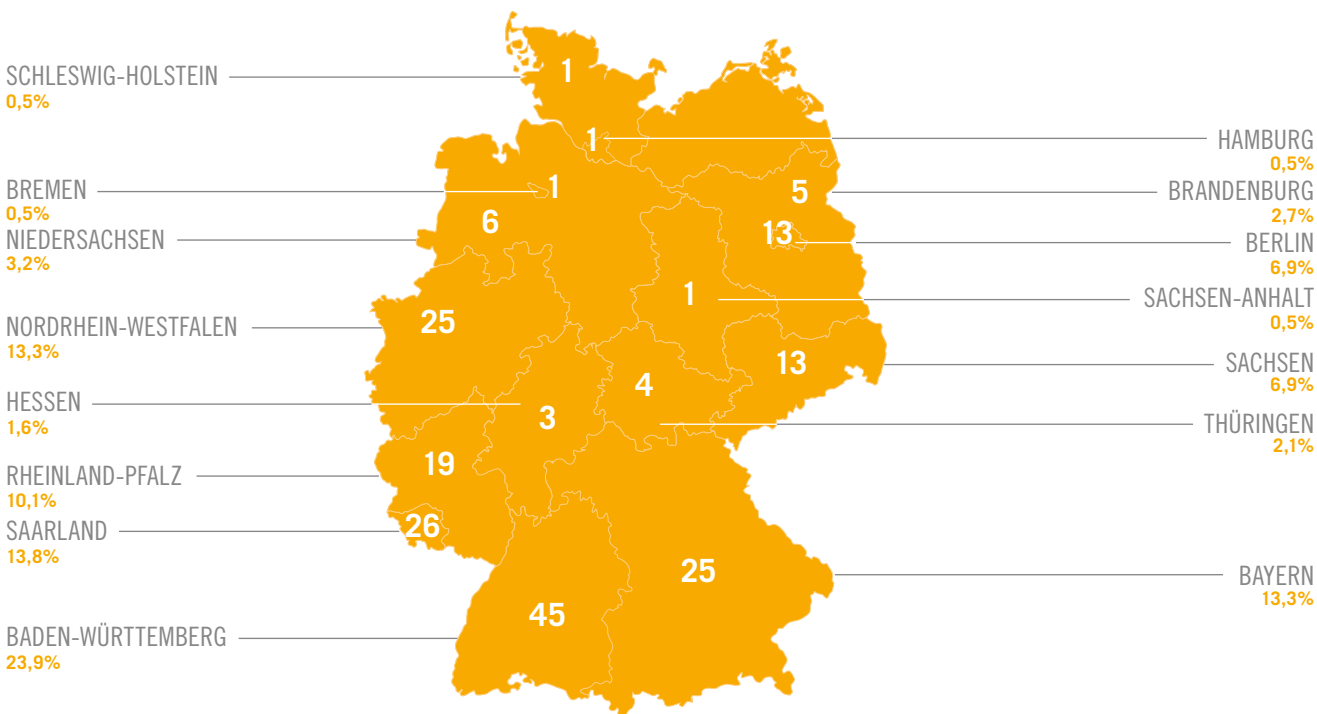 SCHLESWIG-HOLSTEIN
0,5%
BREMEN
0,5%
NIEDERSACHSEN
3,2%
NORDRHEIN-WESTFALEN
13,3%
HESSEN
1,6%
RHEINLAND-PFALZ
10,1%
SAARLAND
13,8%
BADEN-WÜRTTEMBERG
23,9%
1
1
1
5
6
13
1
25
13
4
3
19
26
25
45
HAMBURG
0,5%
BRANDENBURG
2,7%
BERLIN
6,9%
SACHSEN-ANHALT
0,5%
SACHSEN
6,9%
THÜRINGEN
2,1%
BAYERN
13,3%